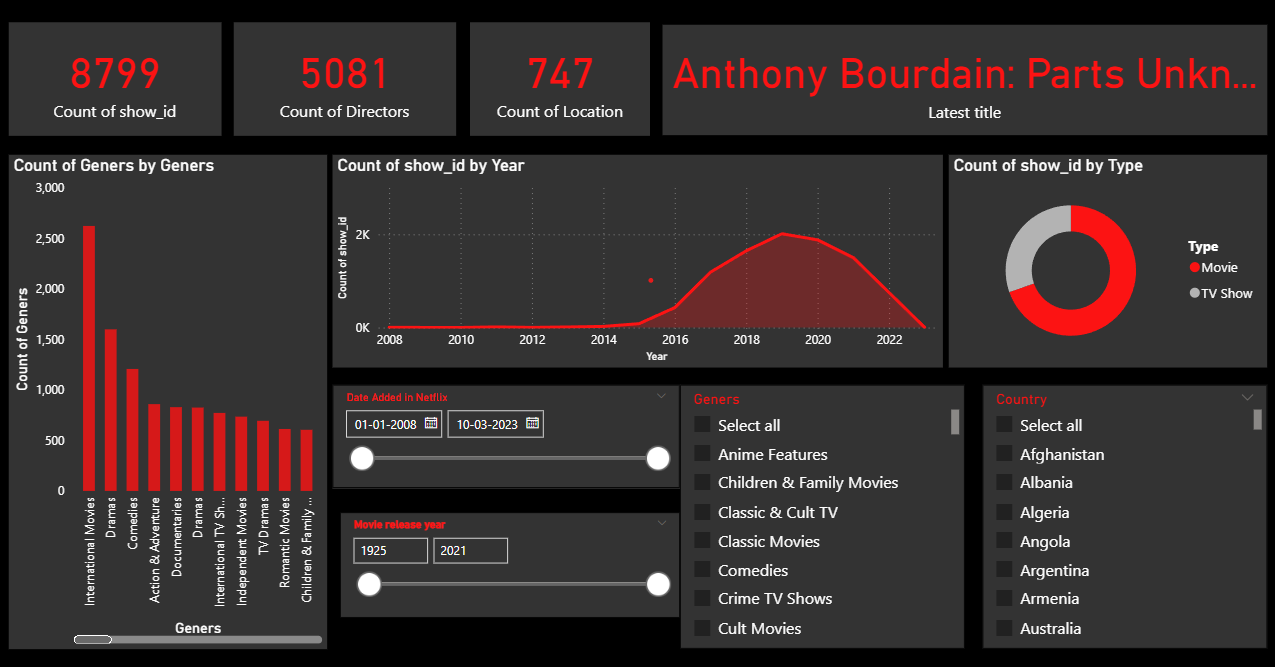 8799
Count of show_id
5081
Count of Directors
747
Count of Location
Anthony Bourdain: Parts Unkn...
Latest title
Count of Geners by Geners
3,000
2,500
2,000
1,500
1,000
500
0
Count of Geners
International Movies
Dramas
Comedies
Action & Adventure
Documentaries
Dramas
International TV Sh...
Independent Movies
TV Dramas
Romantic Movies
Children & Family ...
Geners
Count of show_id by Year
Count of show_id
2K
0K
2008 2010 2012 2014 2016 2018 2020 2022
Year
Count of show_id by Type
Type
Movie
TV Show
Date Added in Netflix
01-01-2008 10-03-2023
Movie release year
1925 2021
Geners
Select all
Anime Features
Children & Family Movies
Classic & Cult TV
Classic Movies
Comedies
Crime TV Shows
Cult Movies
Country
Select all
Afghanistan
Albania
Algeria
Angola
Argentina
Armenia
Australia